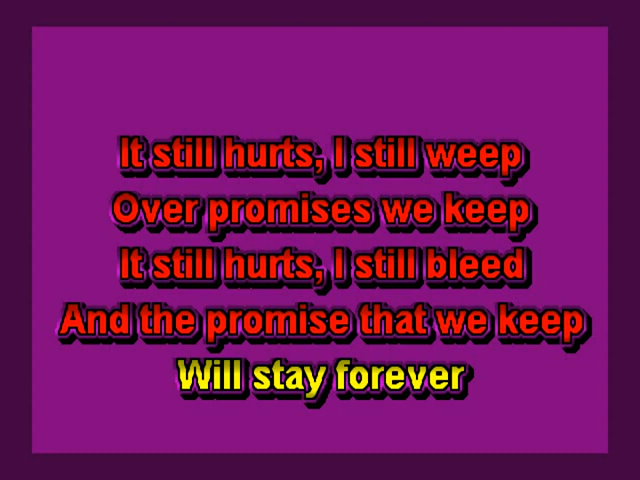 It still hurts, I still weep
Over promises we keep
It still hurts, I still bleed
And the promise that we keep
Will stay forever